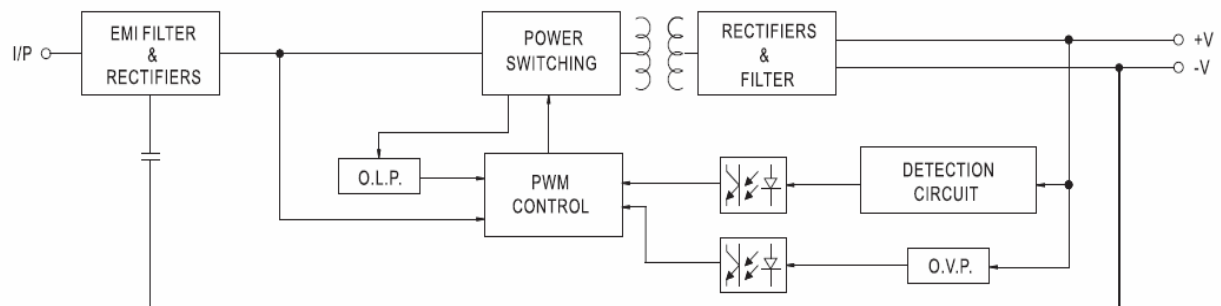 I/P
EMI FILTER
&
RECTIFIERS
POWER
SWITCHING
RECTIFIERS
&
FILTER
+V
-V
O.L.P.
PWM
CONTROL
DETECTION
CIRCUIT
O.V.P.